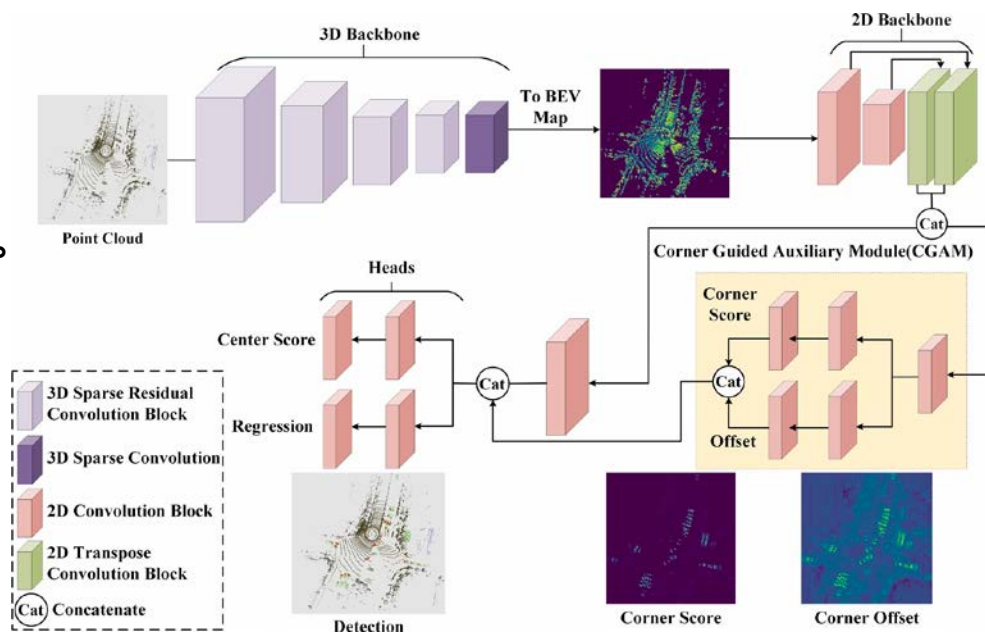 3D Backbone
2D Backbone
To BEV
Map
Point Cloud
Cat
Corner Guided Auxiliary Module(CGAM)
Heads
Corner
Score
Center Score
Cat
Cat
Regression
Offset
3D Sparse Residual
Convolution Block
3D Sparse Convolution
2D Convolution Block
2D Transpose
Convolution Block
Cat Concatenate
Detection
Corner Score
Corner Offset